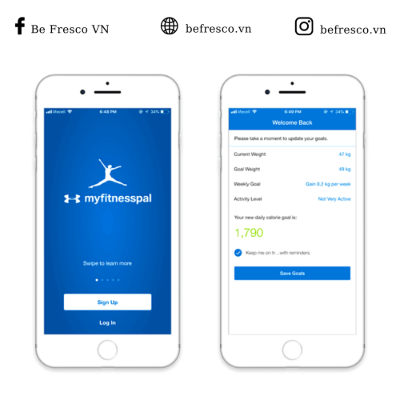 f Be Fresco VN
befresco.vn
befresco.vn
6:48 PM
34%
myfitnesspal
Swipe to learn more
Sign Up
Log In
6:49 PM
34%
Welcome Back
Please take a moment to update your goals.
Current Weight 47 kg
Goal Weight 49 kg
Weekly Goal Gain 0.2 kg per week
Activity Level Not Very Active
Your new daily calorie goal is:
1,790
Keep me on tr... with reminders.
Save Goals